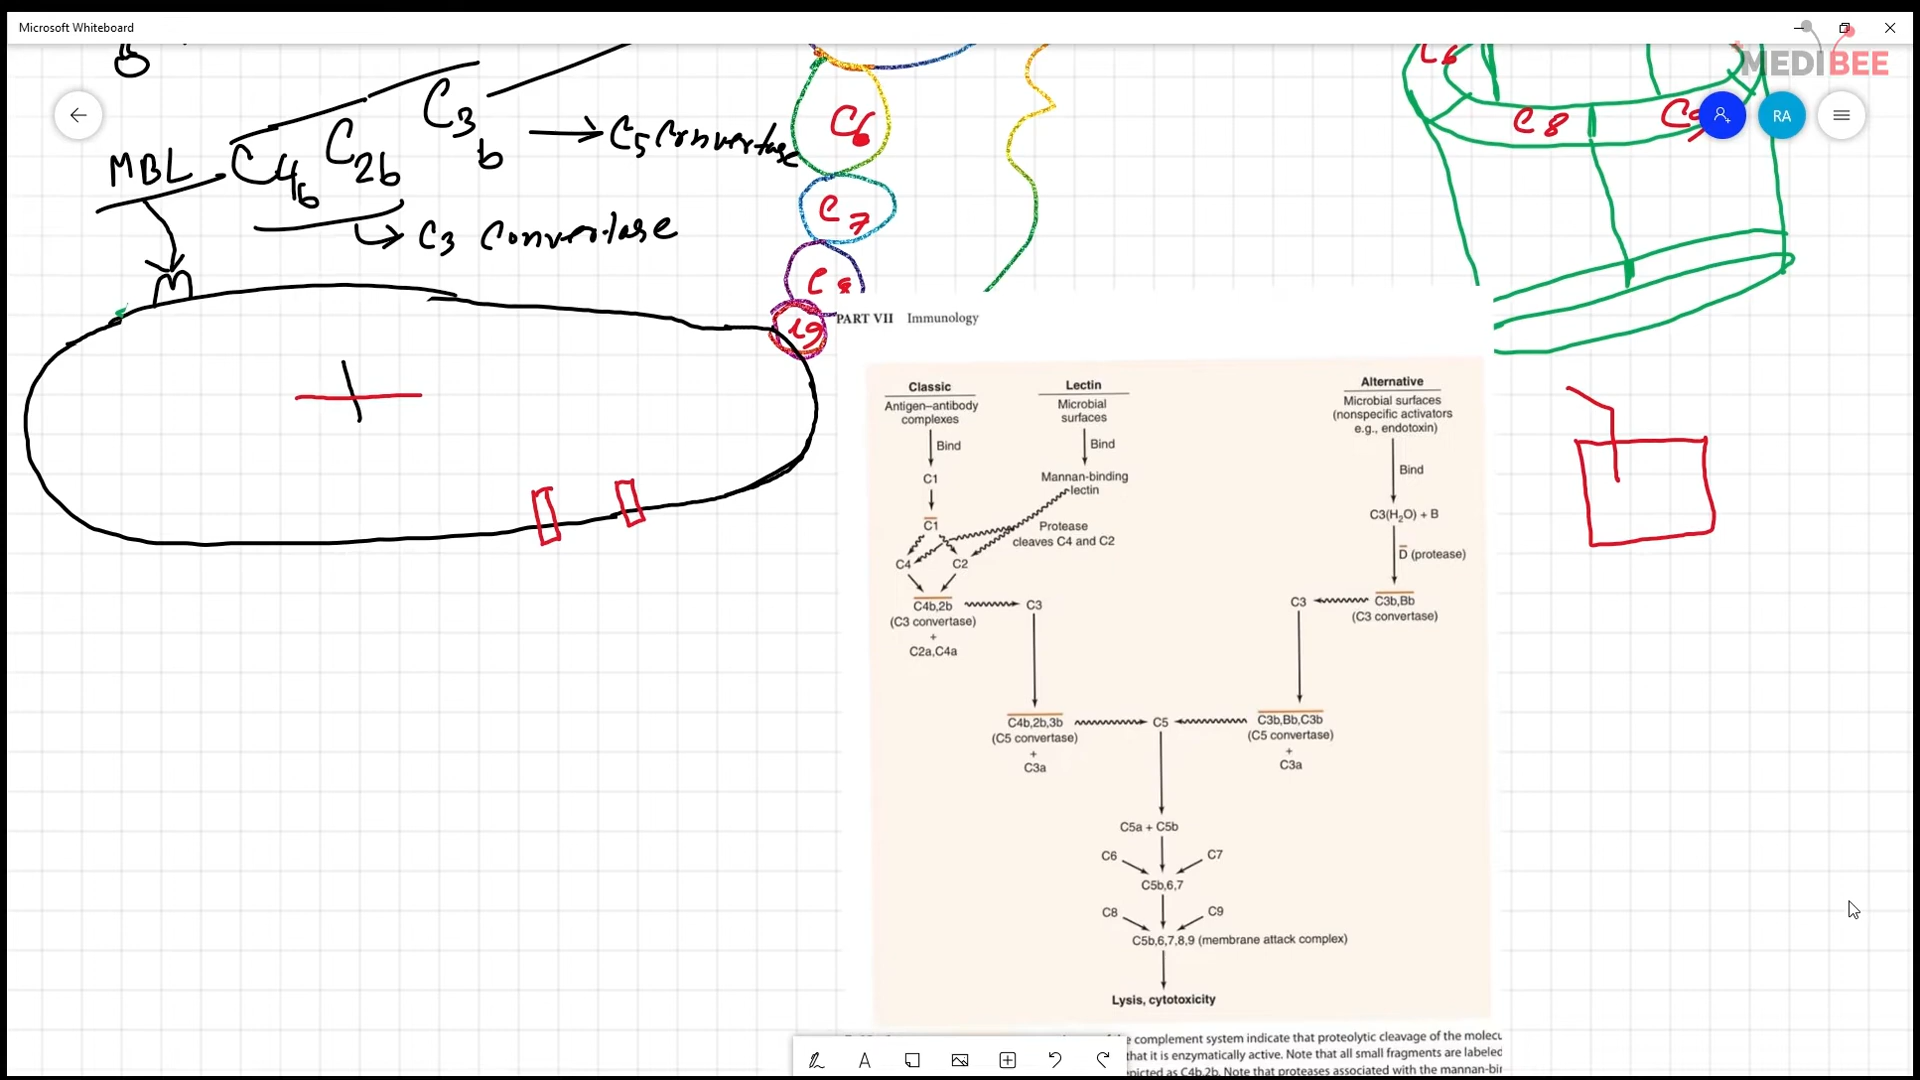 Microsoft Whiteboard
MEDIBEE
RA
C3
b
→ C5 Convertase
MBL
C4b
C2b
C3 Convertase
M
C6
C7
C8
C9
C6
C8
C9
PART VII Immunology
Classic
Antigen–antibody
complexes
Bind
C1
C1
C4
C2
C4b,2b
(C3 convertase)
+
C2a,C4a
Lectin
Microbial
surfaces
Bind
Mannan-binding
lectin
Protease
cleaves C4 and C2
C3
C4b,2b,3b
(C5 convertase)
+
C3a
Alternative
Microbial surfaces
(nonspecific activators
e.g., endotoxin)
Bind
C3(H2O) + B
D (protease)
C3b,Bb
(C3 convertase)
C3
C3b,Bb,C3b
(C5 convertase)
+
C3a
C5
C5a + C5b
C6
C7
C5b,6,7
C8
C9
C5b,6,7,8,9 (membrane attack complex)
Lysis, cytotoxicity
complement system indicate that proteolytic cleavage of the
that it is enzymatically active. Note that all small fragments are labeled
as C4b,2b. Note that proteases associated with the
A